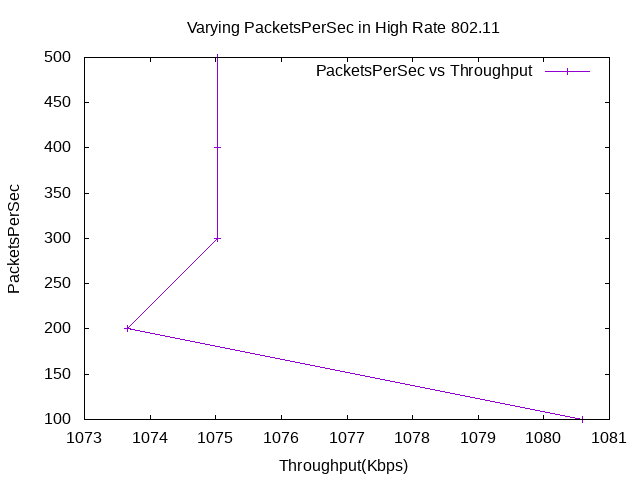 Varying PacketsPerSec in High Rate 802.11
PacketsPerSec vs Throughput
500
450
400
350
300
250
200
150
100
PacketsPerSec
1073 1074 1075 1076 1077 1078 1079 1080 1081
Throughput(Kbps)